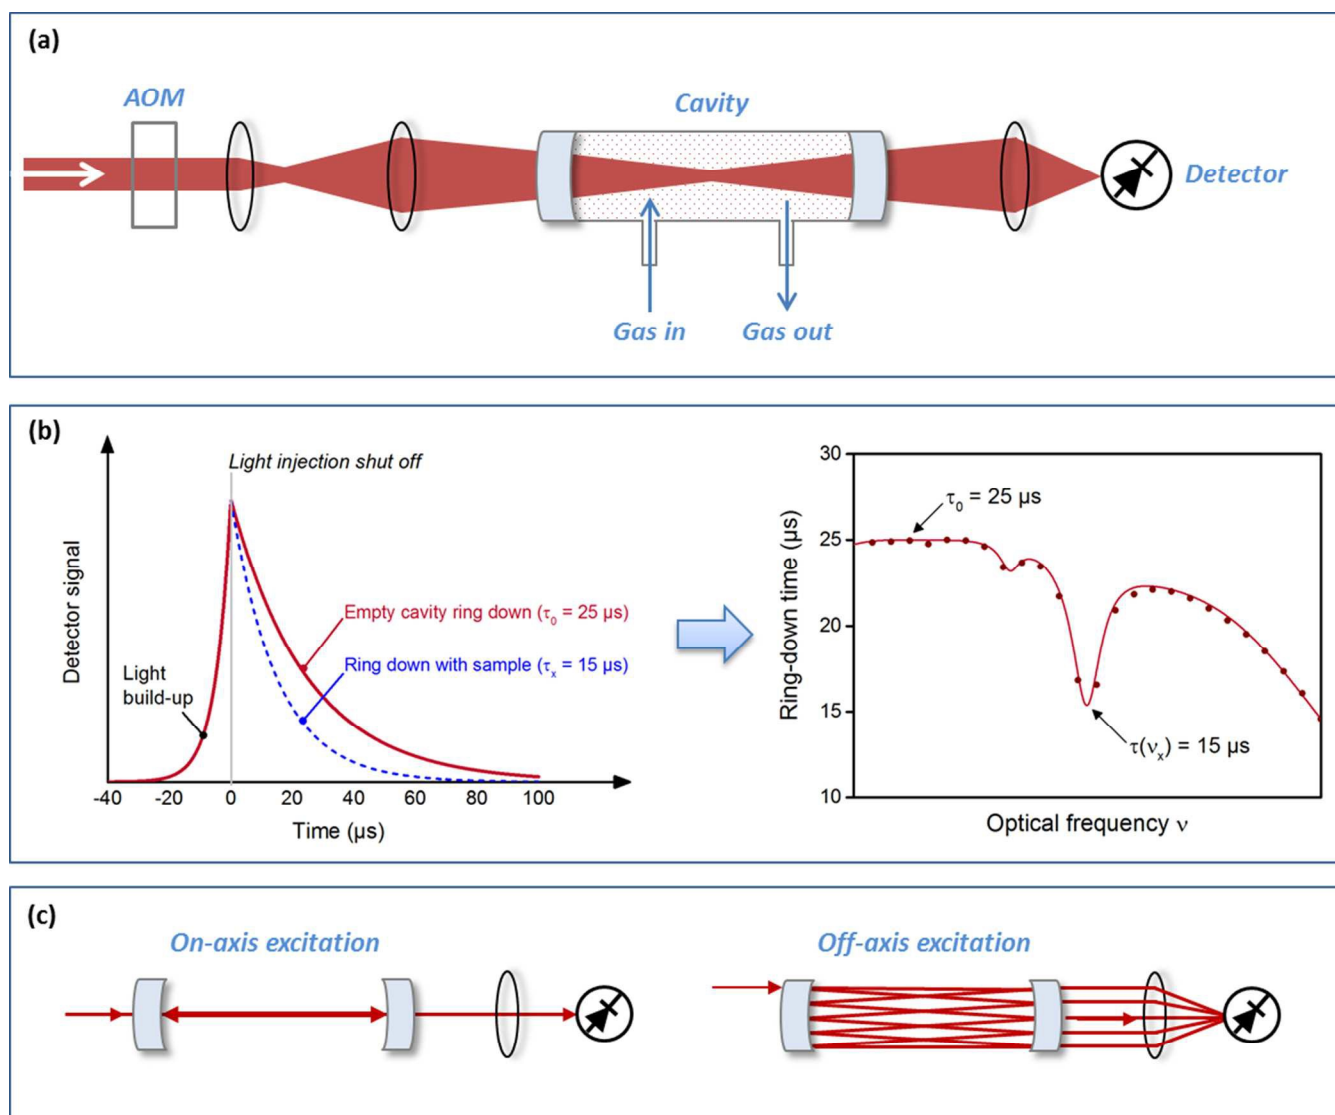 (a)
AOM
Cavity
Detector
Gas in
Gas out
(b)
Light injection shut off
Detector signal
Empty cavity ring down (τ₀ = 25 µs)
Ring down with sample (τₓ = 15 µs)
Light
build-up
-40 -20 0 20 40 60 80 100
Time (µs)
30
25
20
15
10
Ring-down time (µs)
τ₀ = 25 µs
τ(νₓ) = 15 µs
Optical frequency ν
(c)
On-axis excitation
Off-axis excitation